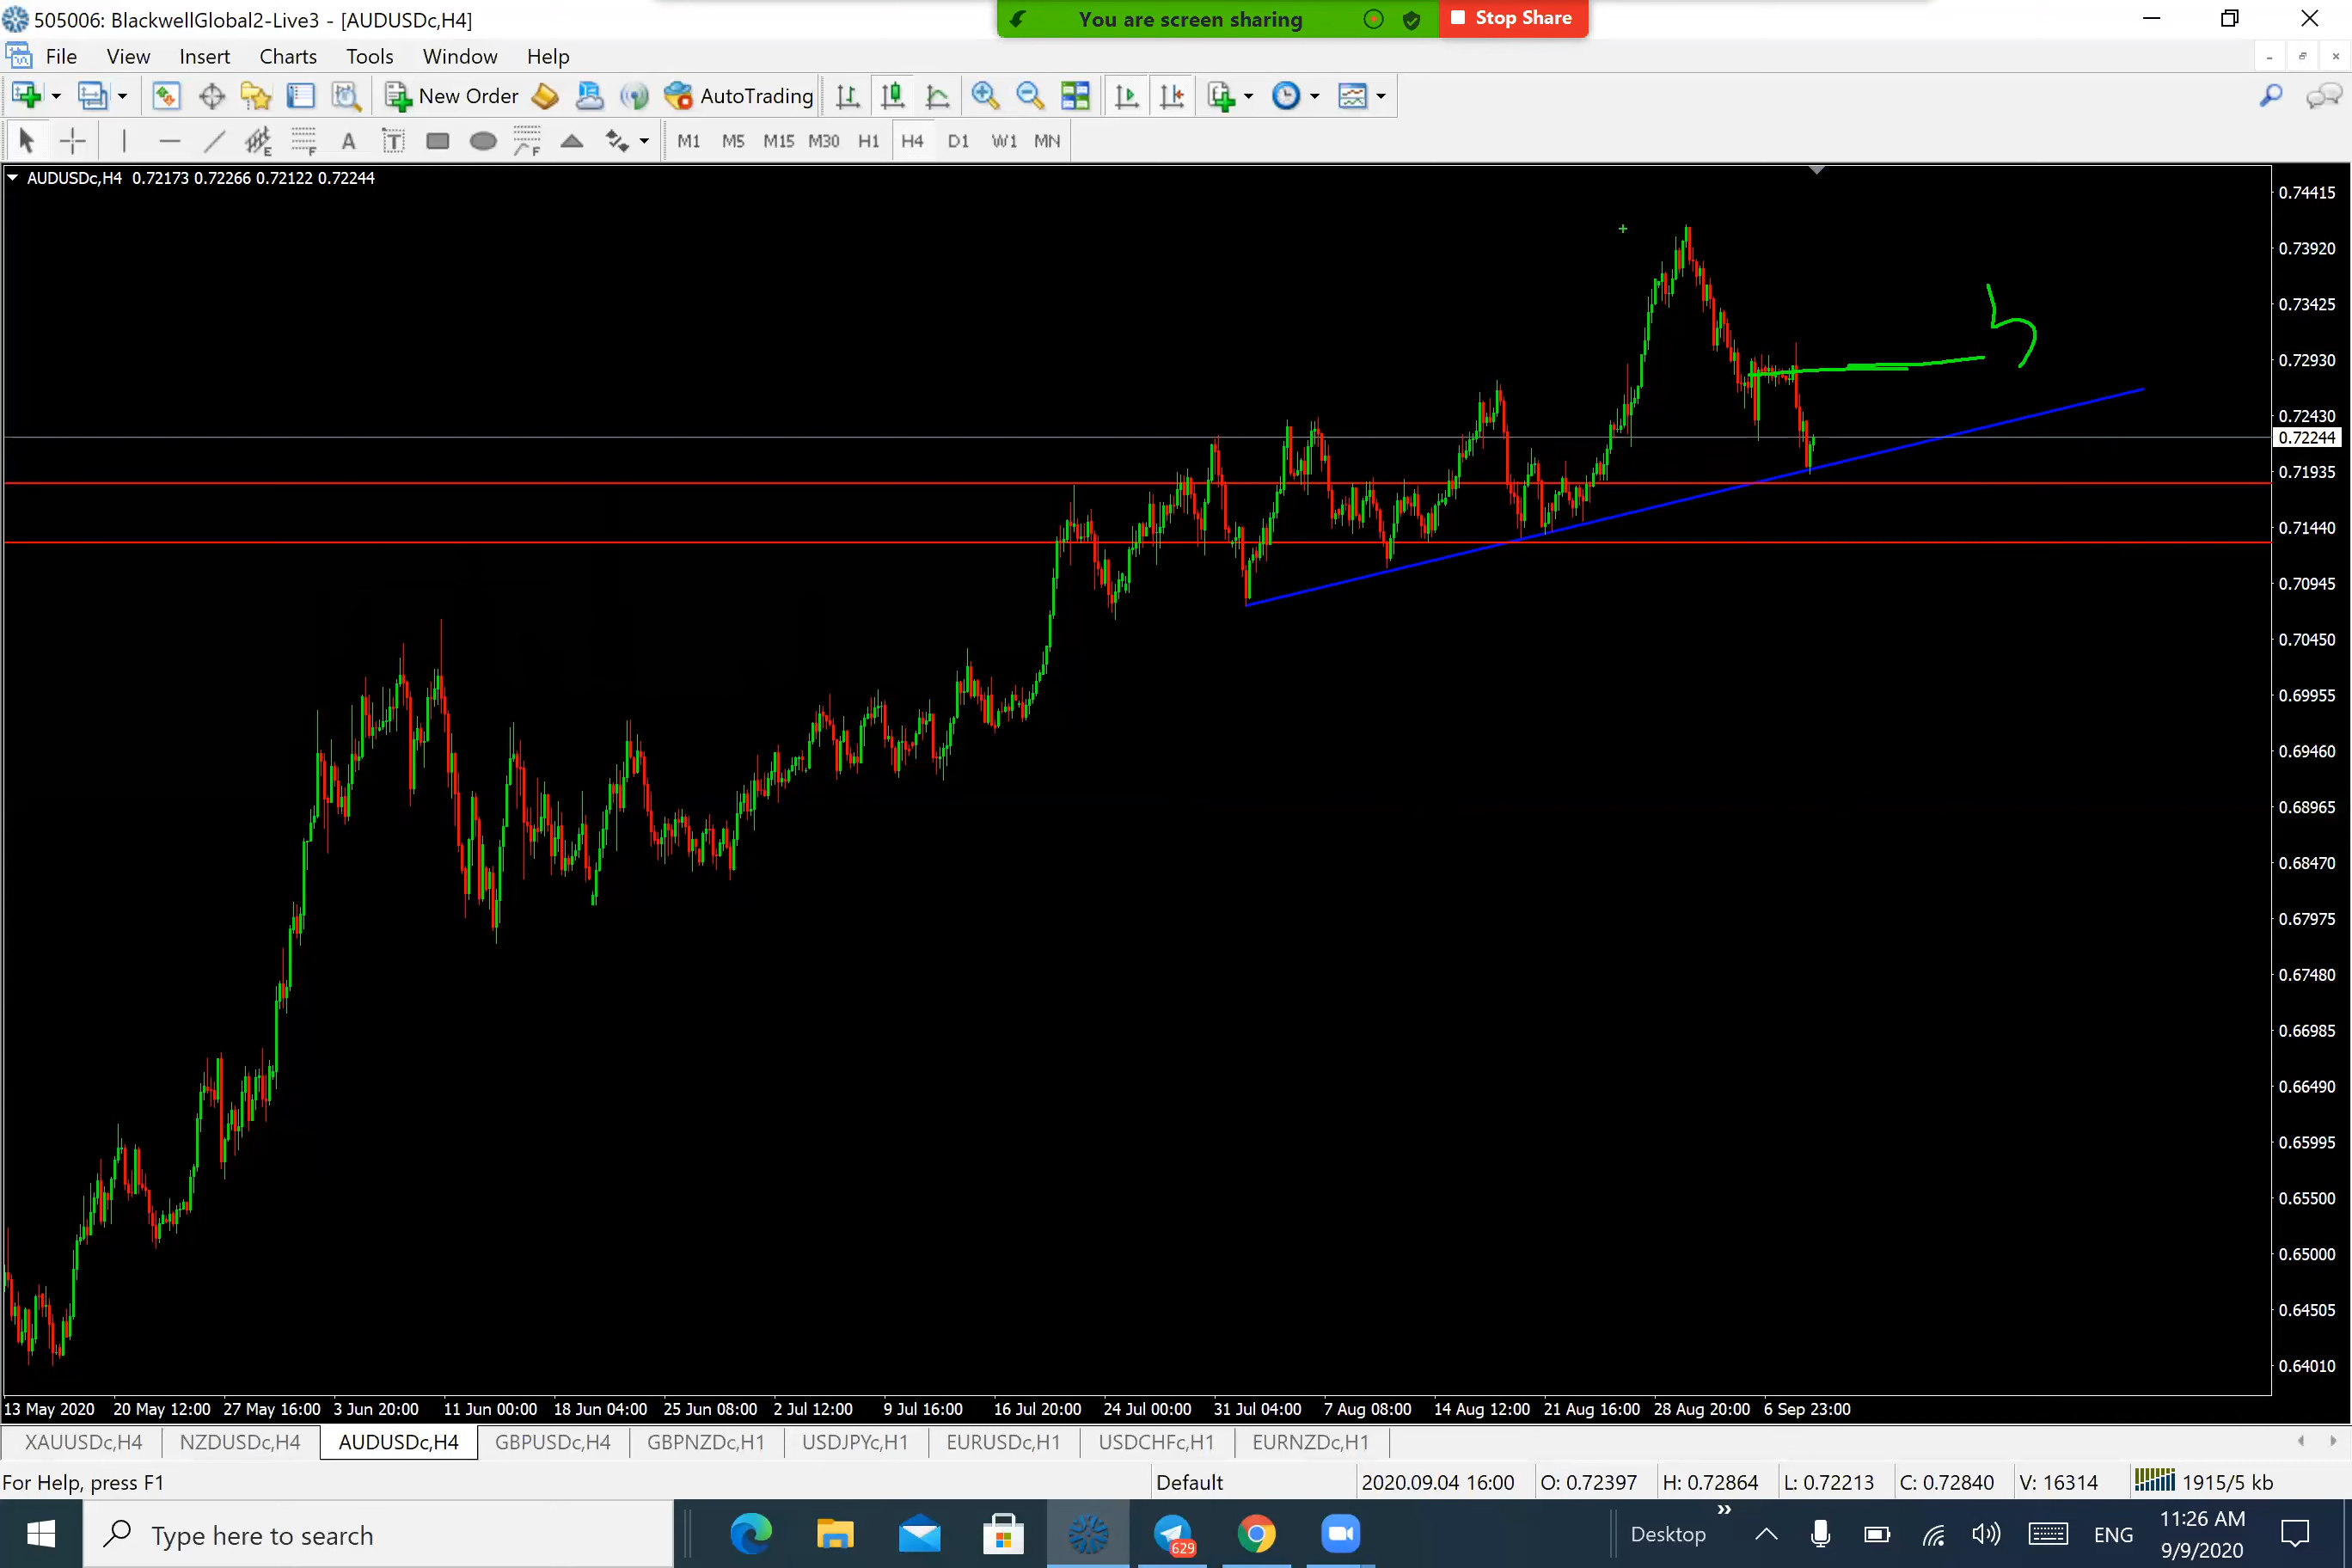 505006: BlackwellGlobal2-Live3 - [AUDUSDc,H4]
You are screen sharing
Stop Share
File View Insert Charts Tools Window Help
New Order AutoTrading
A T E F F
M1 M5 M15 M30 H1 H4 D1 W1 MN
AUDUSDc,H4 0.72173 0.72266 0.72122 0.72244
0.74415
0.73920
0.73425
0.72930
0.72430
0.72244
0.71935
0.71440
0.70945
0.70450
0.69955
0.69460
0.68965
0.68470
0.67975
0.67480
0.66985
0.66490
0.65995
0.65500
0.65000
0.64505
0.64010
13 May 2020 20 May 12:00 27 May 16:00 3 Jun 20:00 11 Jun 00:00 18 Jun 04:00 25 Jun 08:00 2 Jul 12:00 9 Jul 16:00 16 Jul 20:00 24 Jul 00:00 31 Jul 04:00 7 Aug 08:00 14 Aug 12:00 21 Aug 16:00 28 Aug 20:00 6 Sep 23:00
XAUUSDc,H4 NZDUSDc,H4 AUDUSDc,H4 GBPUSDc,H4 GBPNZDc,H1 USDJPYc,H1 EURUSDc,H1 USDCHFc,H1 EURNZDc,H1
For Help, press F1 Default 2020.09.04 16:00 O: 0.72397 H: 0.72864 L: 0.72213 C: 0.72840 V: 16314 1915/5 kb
Type here to search
629
Desktop
ENG
11:26 AM
9/9/2020